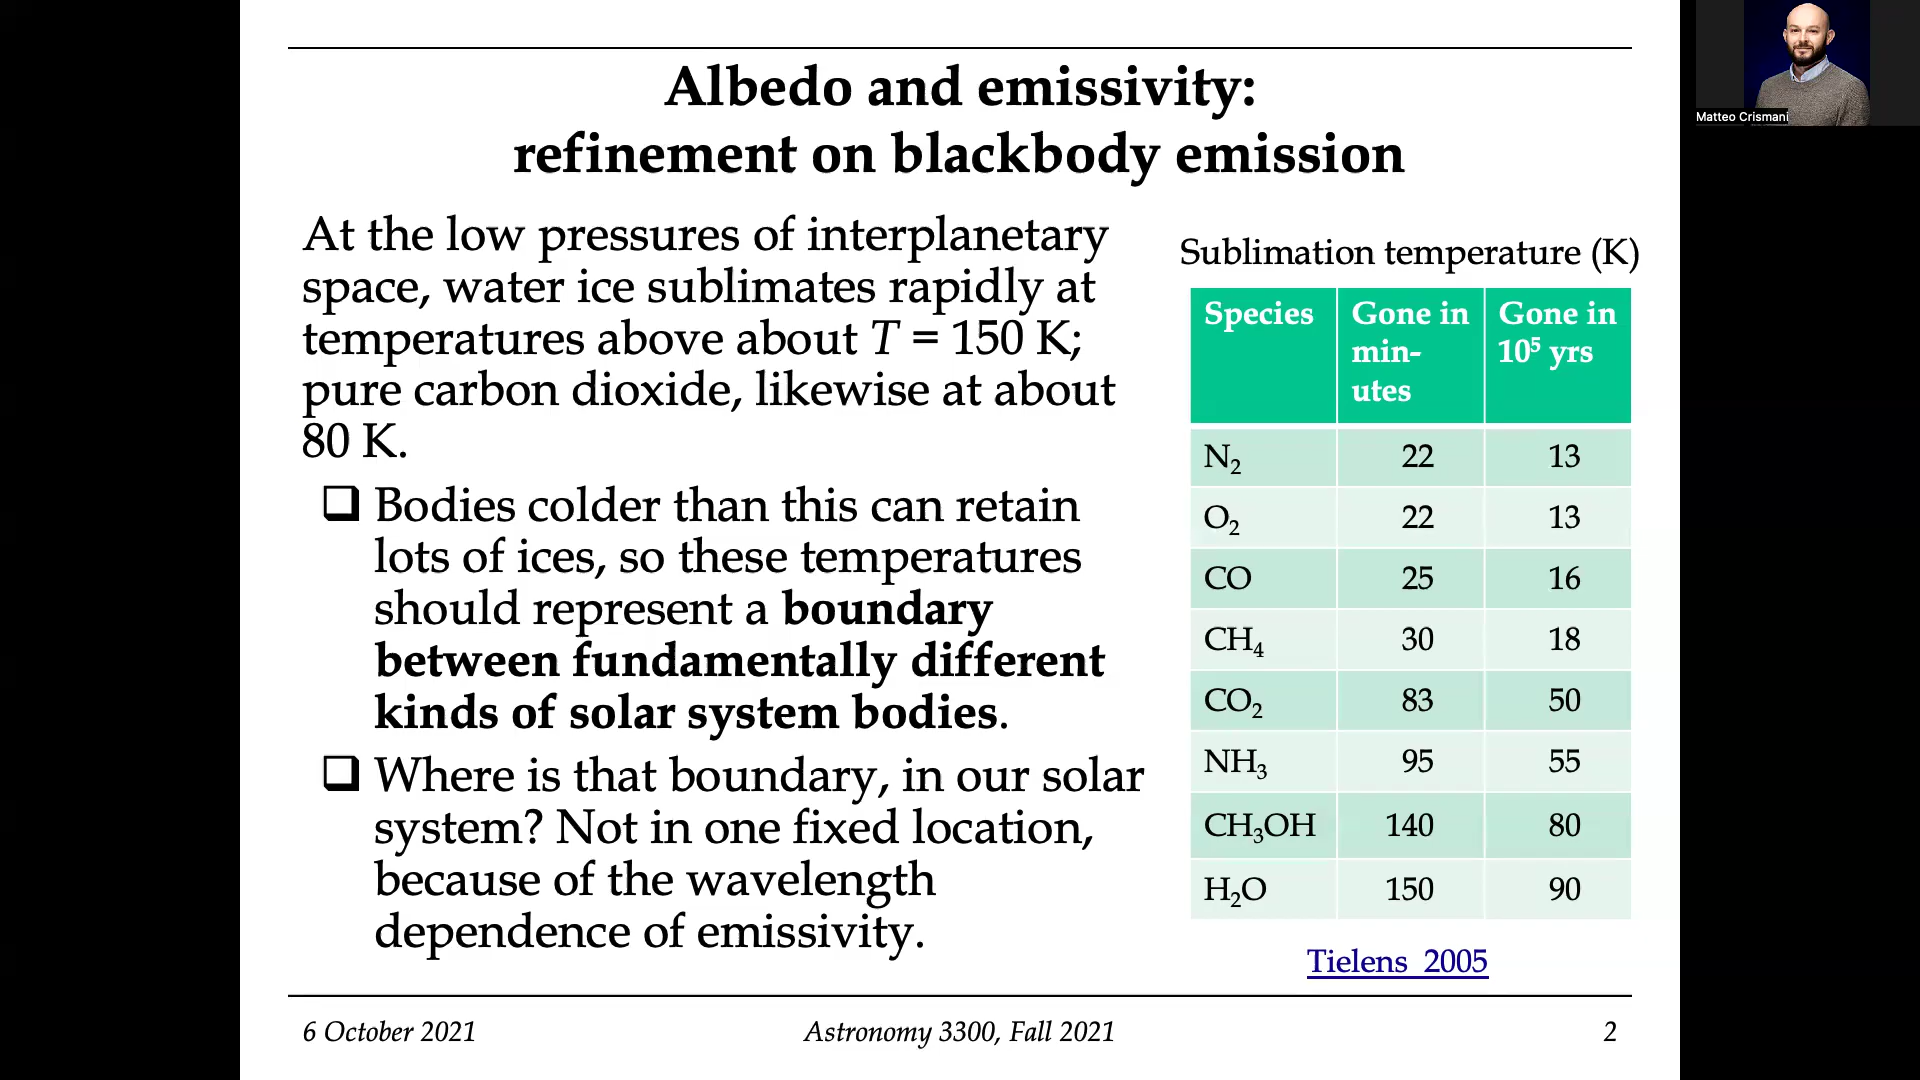 Albedo and emissivity:
refinement on blackbody emission
At the low pressures of interplanetary
space, water ice sublimates rapidly at
temperatures above about T = 150 K;
pure carbon dioxide, likewise at about
80 K.
❑ Bodies colder than this can retain
lots of ices, so these temperatures
should represent a boundary
between fundamentally different
kinds of solar system bodies.
❑ Where is that boundary, in our solar
system? Not in one fixed location,
because of the wavelength
dependence of emissivity.
Sublimation temperature (K)
Species Gone in min- utes Gone in 10⁵ yrs
N₂ 22 13
O₂ 22 13
CO 25 16
CH₄ 30 18
CO₂ 83 50
NH₃ 95 55
CH₃OH 140 80
H₂O 150 90
Tielens 2005
6 October 2021 Astronomy 3300, Fall 2021 2
Matteo Crismani